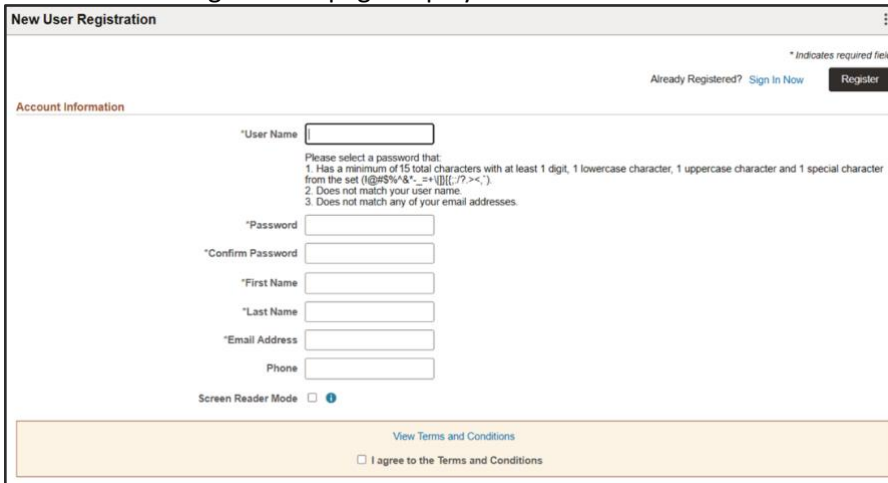 New User Registration
* Indicates required fiel
Already Registered? Sign In Now Register
Account Information
*User Name
Please select a password that:
1. Has a minimum of 15 total characters with at least 1 digit, 1 lowercase character, 1 uppercase character and 1 special character
from the set (!@#$%^&*-_=+\|[]}{;:/?.><,`).
2. Does not match your user name.
3. Does not match any of your email addresses.
*Password
*Confirm Password
*First Name
*Last Name
*Email Address
Phone
Screen Reader Mode
View Terms and Conditions
I agree to the Terms and Conditions